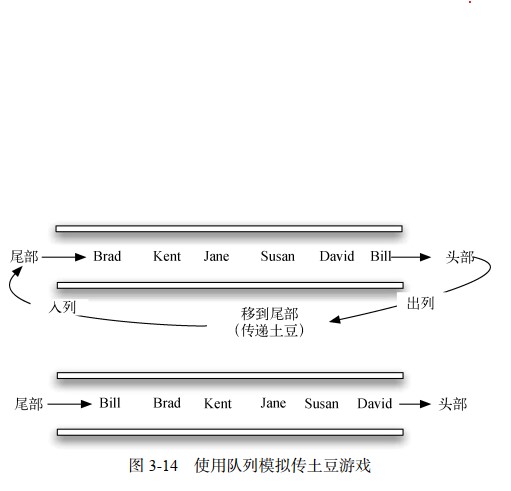 尾部 Brad Kent Jane Susan David Bill 头部
入列 移到尾部 出列
（传递土豆）
尾部 Bill Brad Kent Jane Susan David 头部
图 3-14 使用队列模拟传土豆游戏